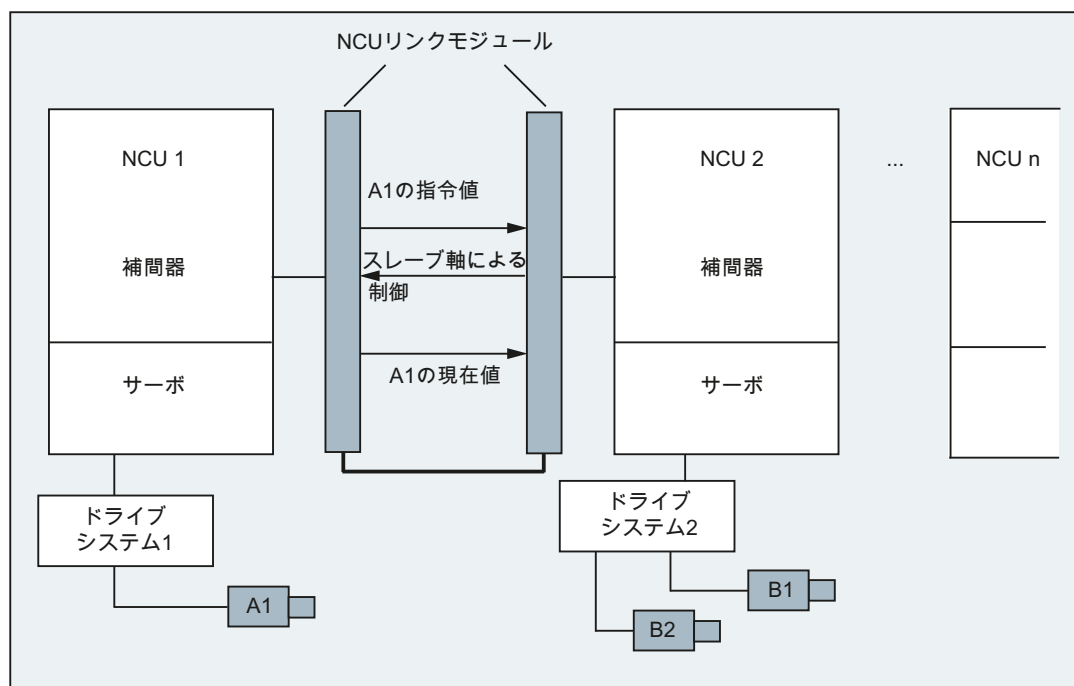 NCUリンクモジュール
NCU 1
NCU 2
...
NCU n
A1の指令値
スレーブ軸による
制御
A1の現在値
補間器
補間器
サーボ
サーボ
ドライブ
システム1
ドライブ
システム2
A1
B1
B2